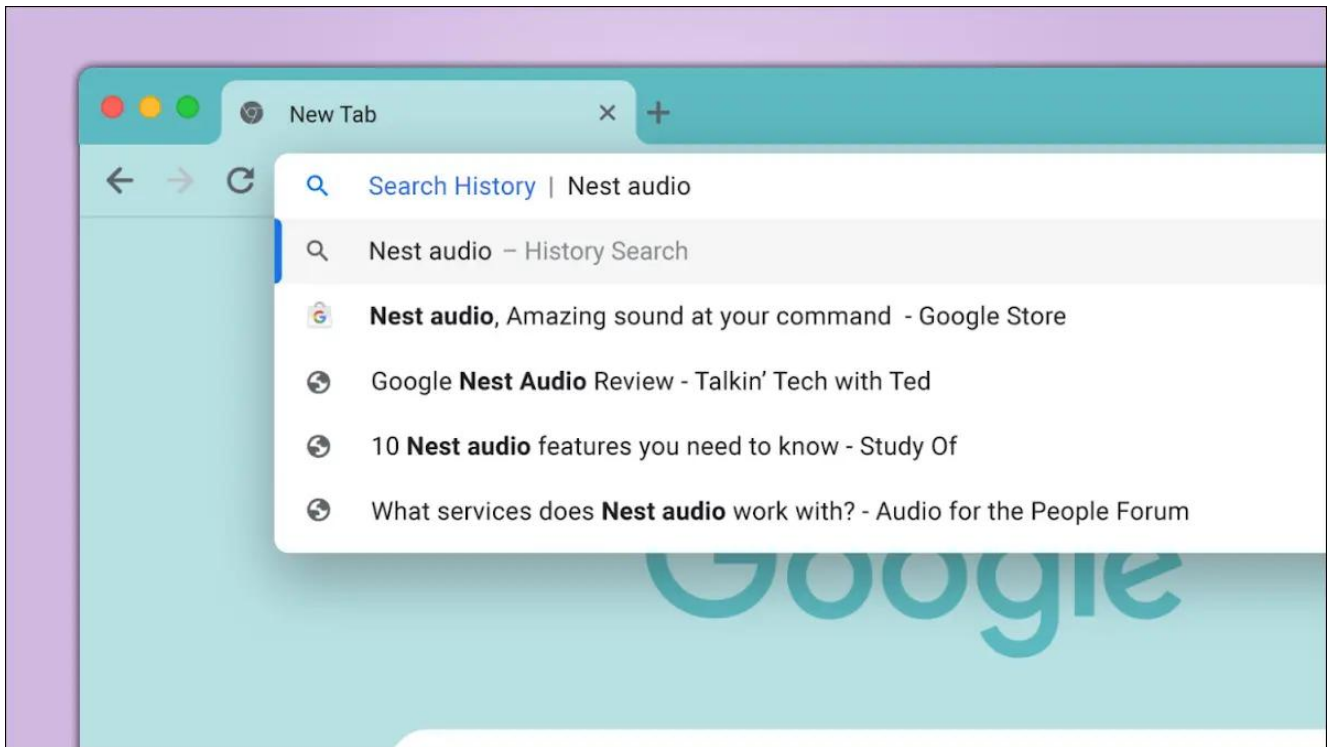 New Tab
Search History | Nest audio
Nest audio – History Search
Nest audio, Amazing sound at your command - Google Store
Google Nest Audio Review - Talkin’ Tech with Ted
10 Nest audio features you need to know - Study Of
What services does Nest audio work with? - Audio for the People Forum
Google